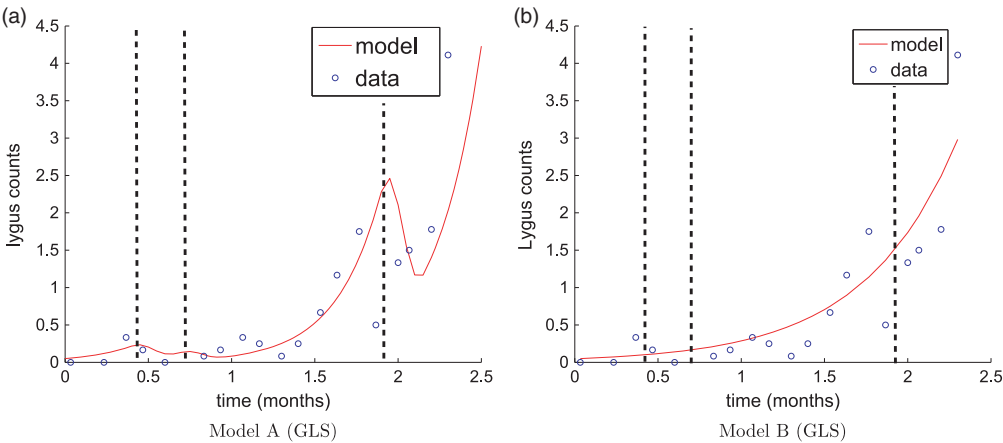 (a)
4.5
4
3.5
3
2.5
2
1.5
1
0.5
0
lygus counts
model
data
0 0.5 1 1.5 2 2.5
time (months)
Model A (GLS)
(b)
4.5
4
3.5
3
2.5
2
1.5
1
0.5
0
Lygus counts
model
data
0 0.5 1 1.5 2 2.5
time (months)
Model B (GLS)